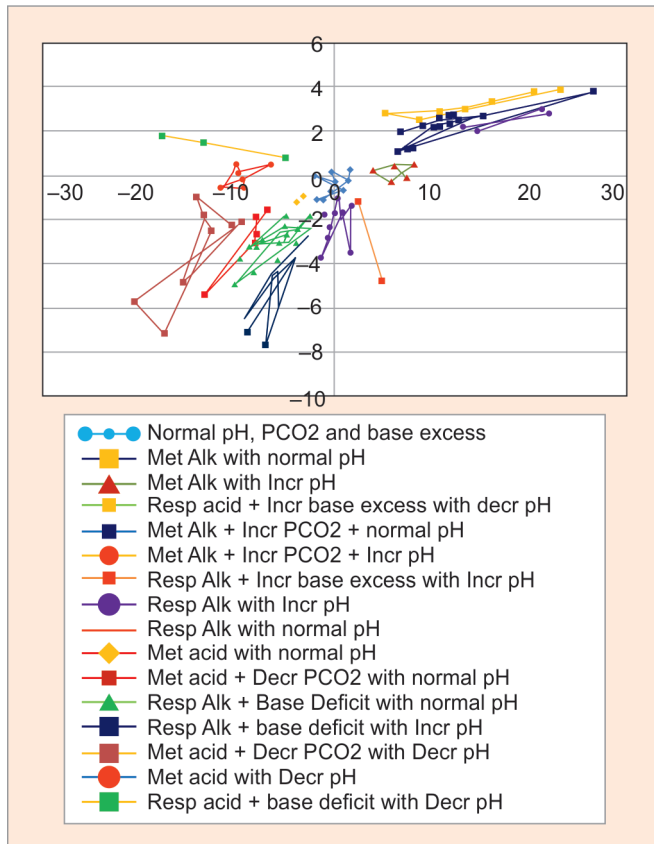 6
4
2
0
–30 –20 –10 0 10 20 30
–2
–4
–6
–8
–10
Normal pH, PCO2 and base excess
Met Alk with normal pH
Met Alk with Incr pH
Resp acid + Incr base excess with decr pH
Met Alk + Incr PCO2 + normal pH
Met Alk + Incr PCO2 + Incr pH
Resp Alk + Incr base excess with Incr pH
Resp Alk with Incr pH
Resp Alk with normal pH
Met acid with normal pH
Met acid + Decr PCO2 with normal pH
Resp Alk + Base Deficit with normal pH
Resp Alk + base deficit with Incr pH
Met acid + Decr PCO2 with Decr pH
Met acid with Decr pH
Resp acid + base deficit with Decr pH